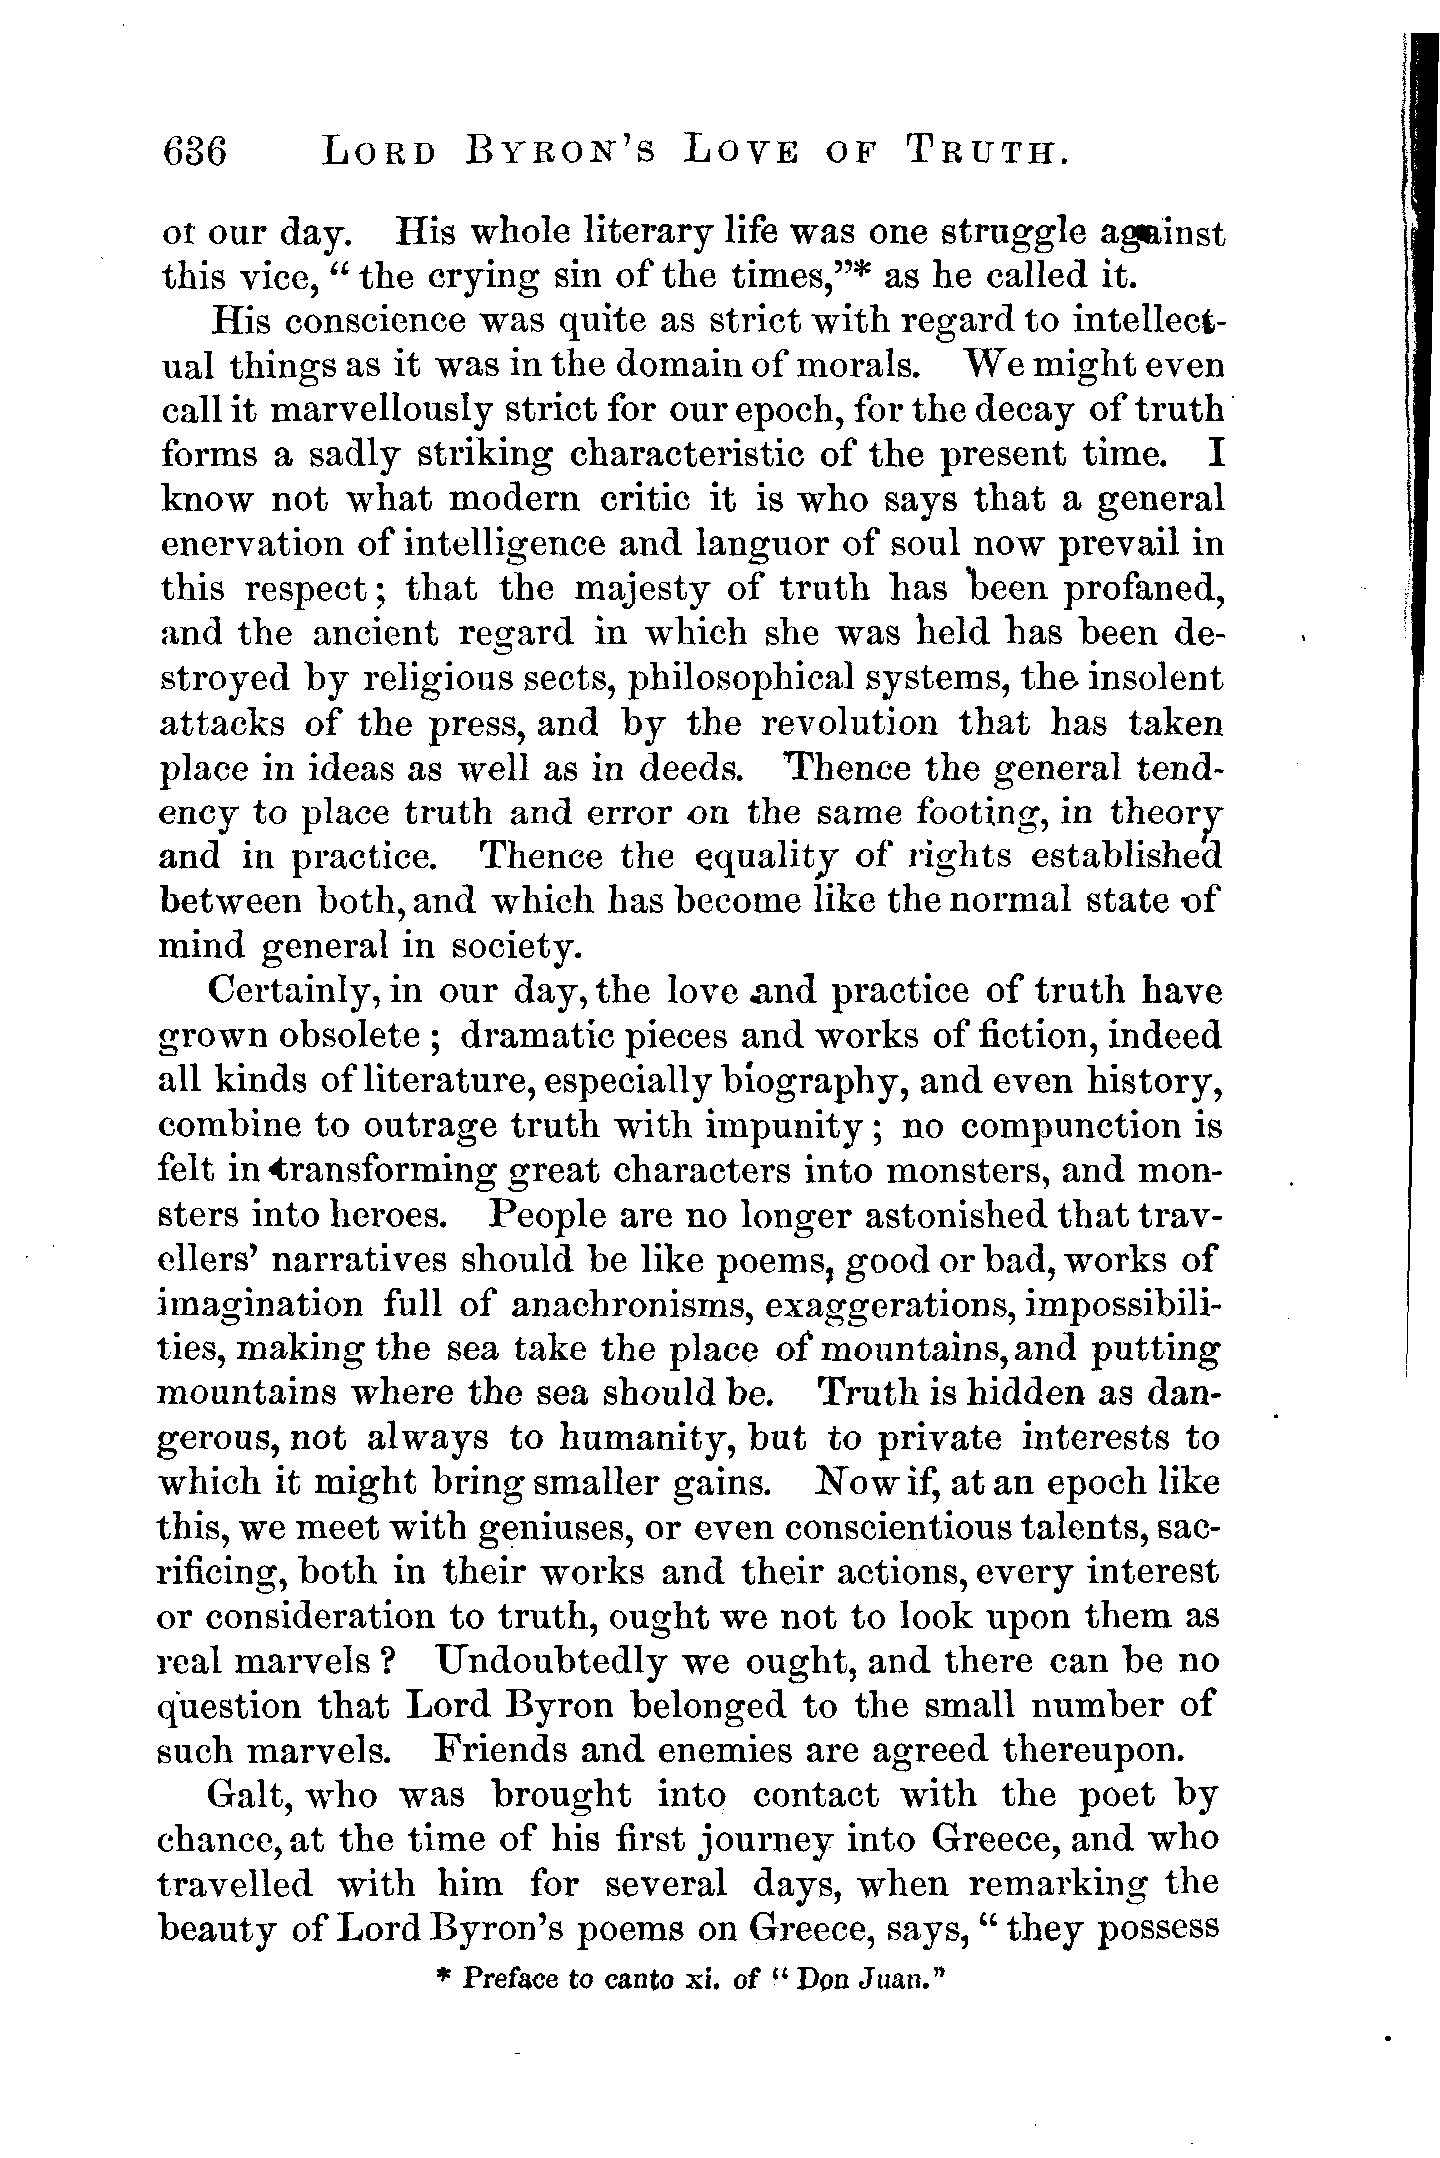 636 LORD BYRON'S LOVE OF TRUTH.
of our day. His whole literary life was one struggle against
this vice, "the crying sin of the times,"* as he called it.
His conscience was quite as strict with regard to intellect-
ual things as it was in the domain of morals. We might even
call it marvellously strict for our epoch, for the decay of truth
forms a sadly striking characteristic of the present time. I
know not what modern critic it is who says that a general
enervation of intelligence and languor of soul now prevail in
this respect; that the majesty of truth has been profaned,
and the ancient regard in which she was held has been de-
stroyed by religious sects, philosophical systems, the insolent
attacks of the press, and by the revolution that has taken
place in ideas as well as in deeds. Thence the general tend-
ency to place truth and error on the same footing, in theory
and in practice. Thence the equality of rights established
between both, and which has become like the normal state of
mind general in society.
Certainly, in our day, the love and practice of truth have
grown obsolete; dramatic pieces and works of fiction, indeed
all kinds of literature, especially biography, and even history,
combine to outrage truth with impunity; no compunction is
felt in transforming great characters into monsters, and mon-
sters into heroes. People are no longer astonished that trav-
ellers' narratives should be like poems, good or bad, works of
imagination full of anachronisms, exaggerations, impossibili-
ties, making the sea take the place of mountains, and putting
mountains where the sea should be. Truth is hidden as dan-
gerous, not always to humanity, but to private interests to
which it might bring smaller gains. Now if, at an epoch like
this, we meet with geniuses, or even conscientious talents, sac-
rificing, both in their works and their actions, every interest
or consideration to truth, ought we not to look upon them as
real marvels? Undoubtedly we ought, and there can be no
question that Lord Byron belonged to the small number of
such marvels. Friends and enemies are agreed thereupon.
Galt, who was brought into contact with the poet by
chance, at the time of his first journey into Greece, and who
travelled with him for several days, when remarking the
beauty of Lord Byron's poems on Greece, says, "they possess
* Preface to canto xi. of "Don Juan."